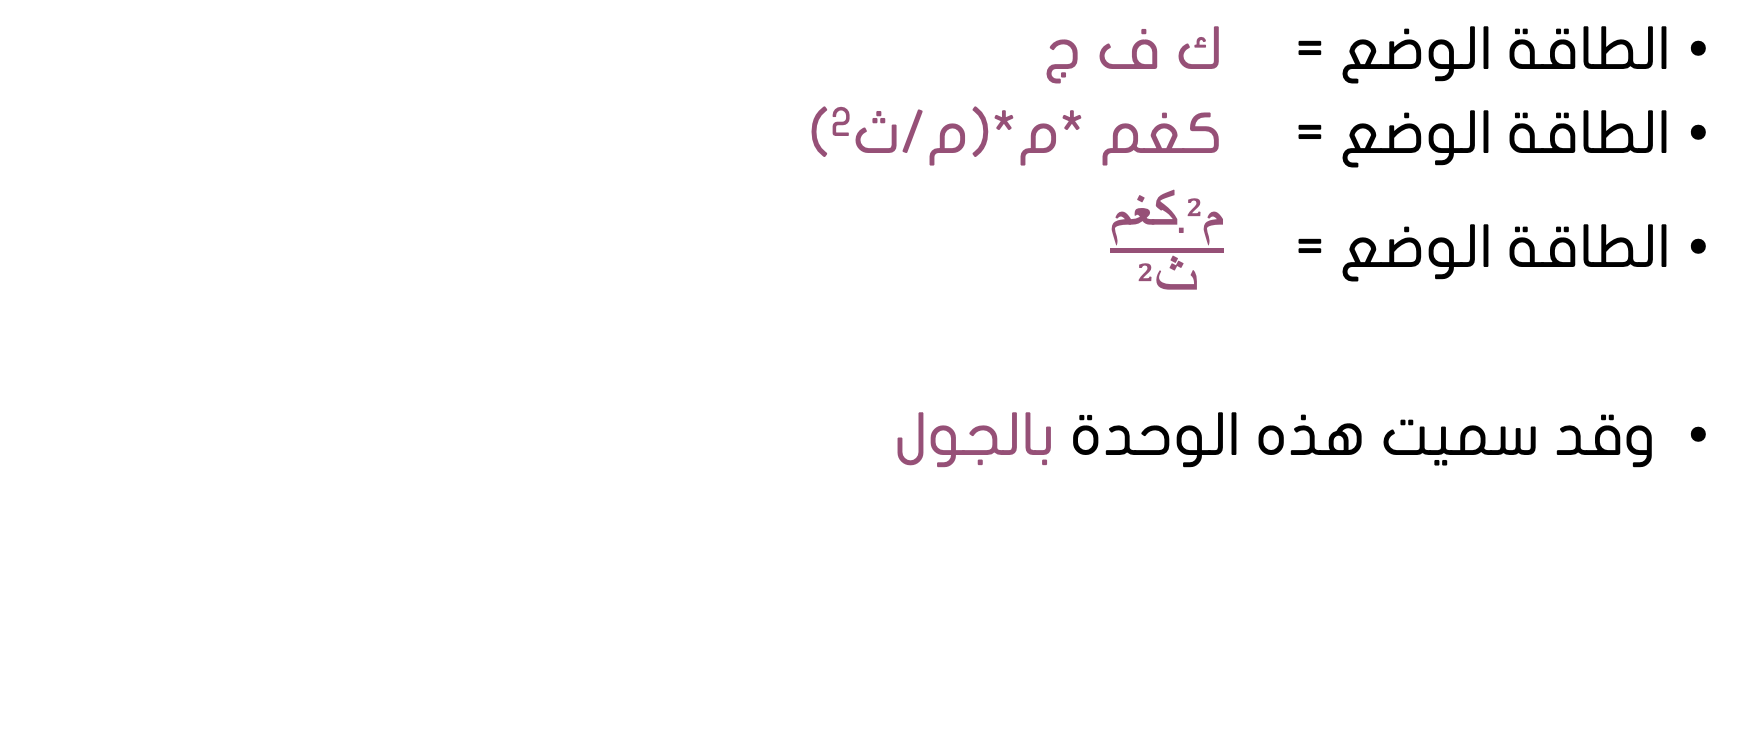 • الطاقة الوضع = ك ف ج
• الطاقة الوضع = كغم *م*(م/ث2)
• الطاقة الوضع = م².كغم / ث²
• وقد سميت هذه الوحدة بالجول